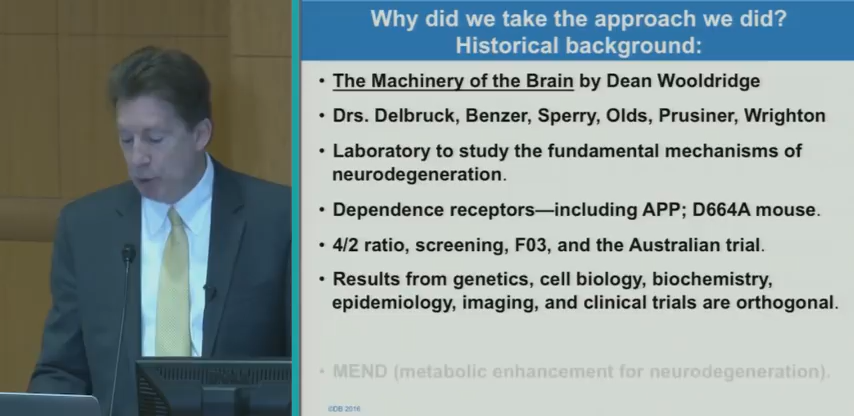 Why did we take the approach we did?
Historical background:
• The Machinery of the Brain by Dean Wooldridge
• Drs. Delbruck, Benzer, Sperry, Olds, Prusiner, Wrighton
• Laboratory to study the fundamental mechanisms of
neurodegeneration.
• Dependence receptors—including APP; D664A mouse.
• 4/2 ratio, screening, F03, and the Australian trial.
• Results from genetics, cell biology, biochemistry,
epidemiology, imaging, and clinical trials are orthogonal.
• MEND (metabolic enhancement for neurodegeneration).
©DB 2016